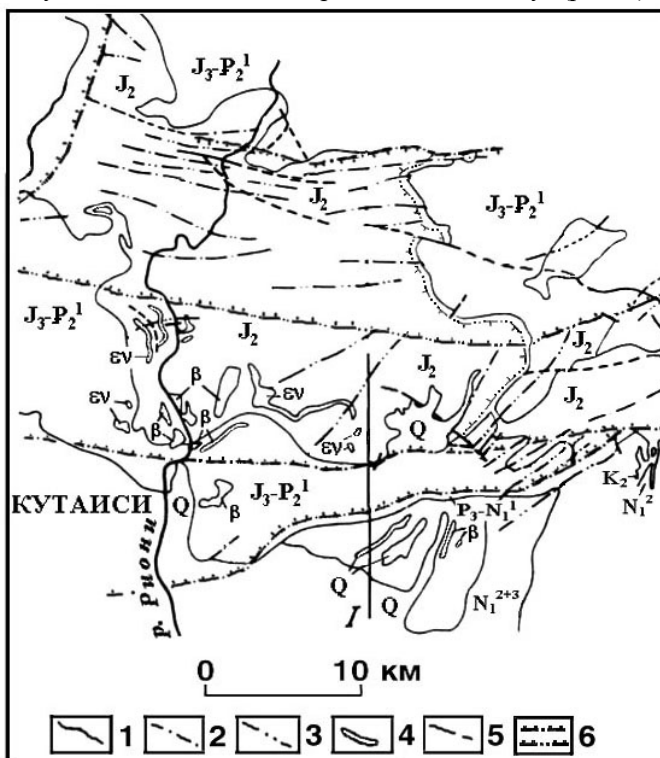 J₃-P₂¹
J₂
J₂
J₃-P₂¹
J₃-P₂¹
J₂
J₂
J₂
εν
β
εν
J₂
εν
β
β
Q
εν
КУТАИСИ
Q
J₃-P₂¹
β
P₃-N₁¹
K₂
N₁²
β
р. Риони
Q
Q
N₁²⁺³
I
0 10 км
1 2 3 4 5 6